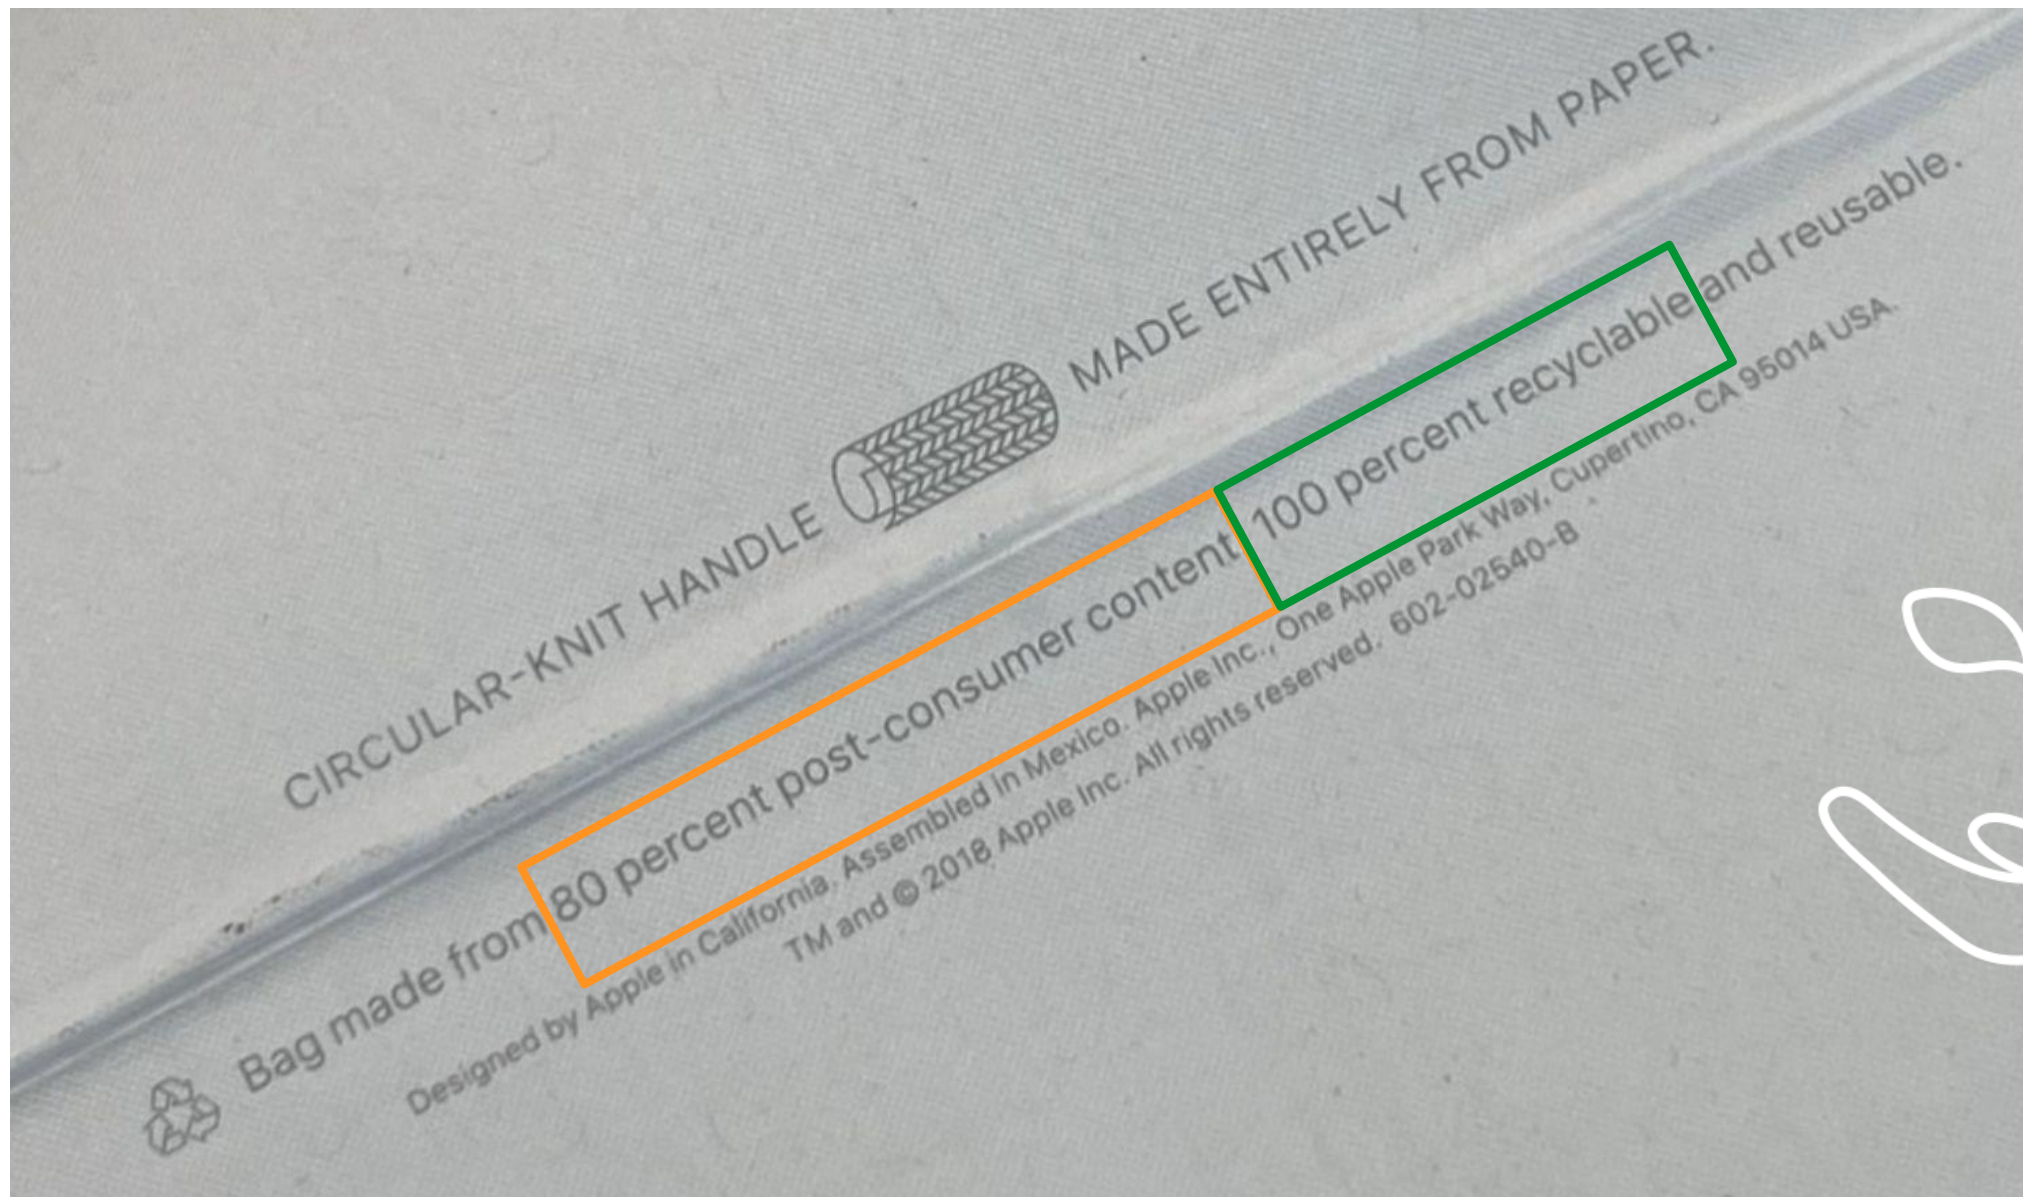 CIRCULAR-KNIT HANDLE MADE ENTIRELY FROM PAPER.
Bag made from 80 percent post-consumer content. 100 percent recyclable and reusable.
Designed by Apple in California. Assembled in Mexico. Apple Inc., One Apple Park Way, Cupertino, CA 95014 USA.
TM and © 2018 Apple Inc. All rights reserved. 602-02540-B